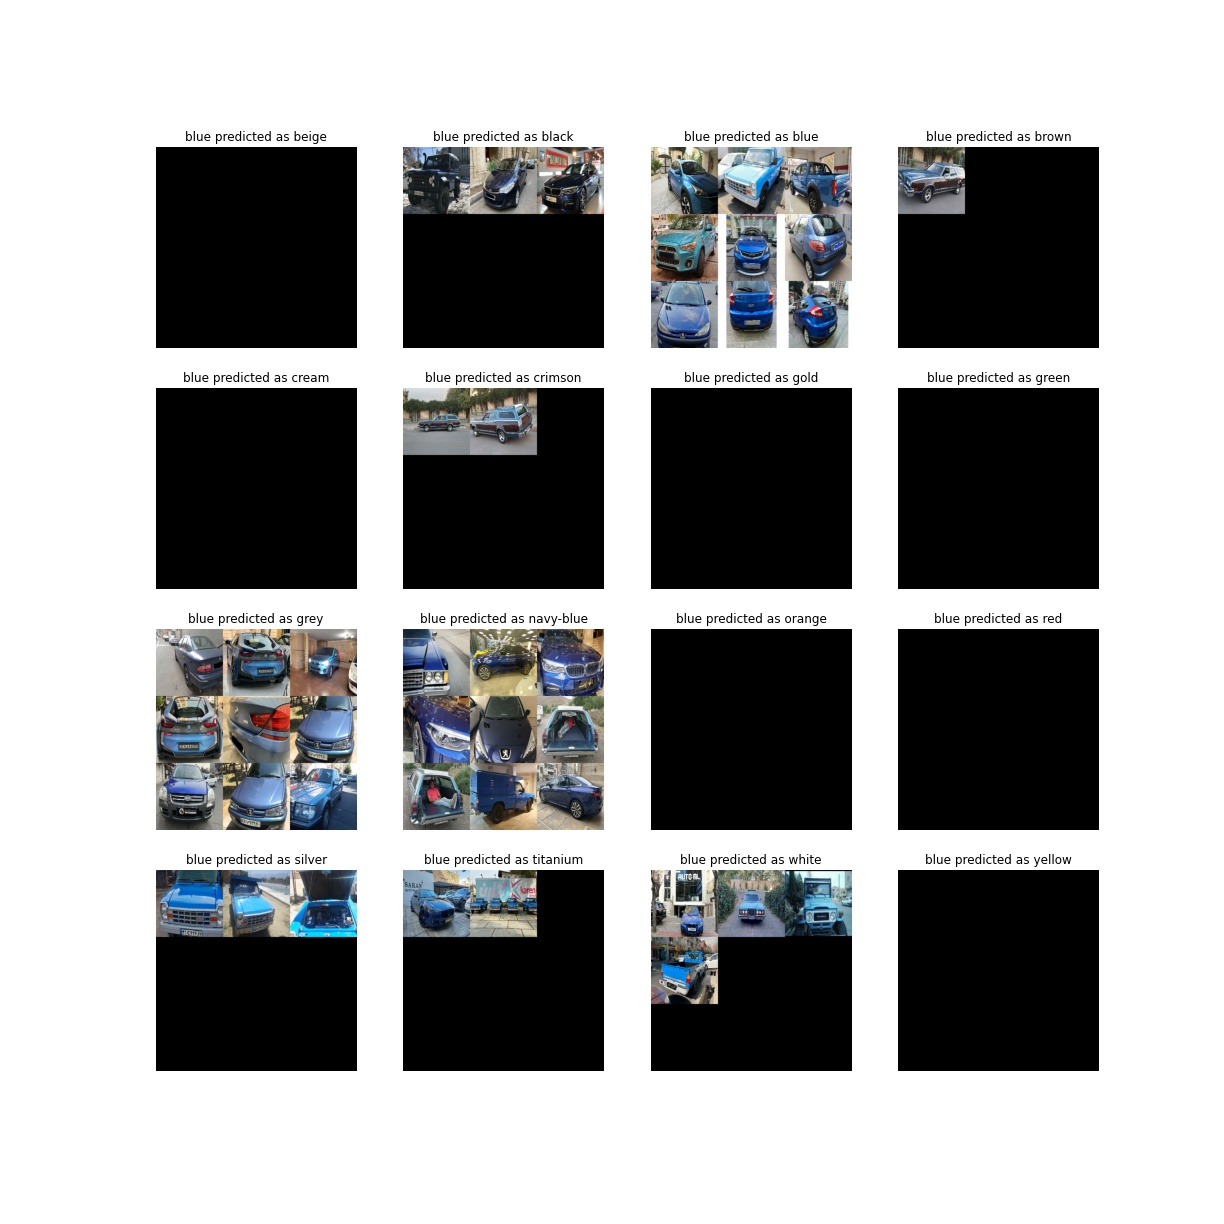 blue predicted as beige
blue predicted as black
blue predicted as blue
blue predicted as brown
blue predicted as cream
blue predicted as crimson
blue predicted as gold
blue predicted as green
blue predicted as grey
blue predicted as navy-blue
blue predicted as orange
blue predicted as red
blue predicted as silver
blue predicted as titanium
blue predicted as white
blue predicted as yellow